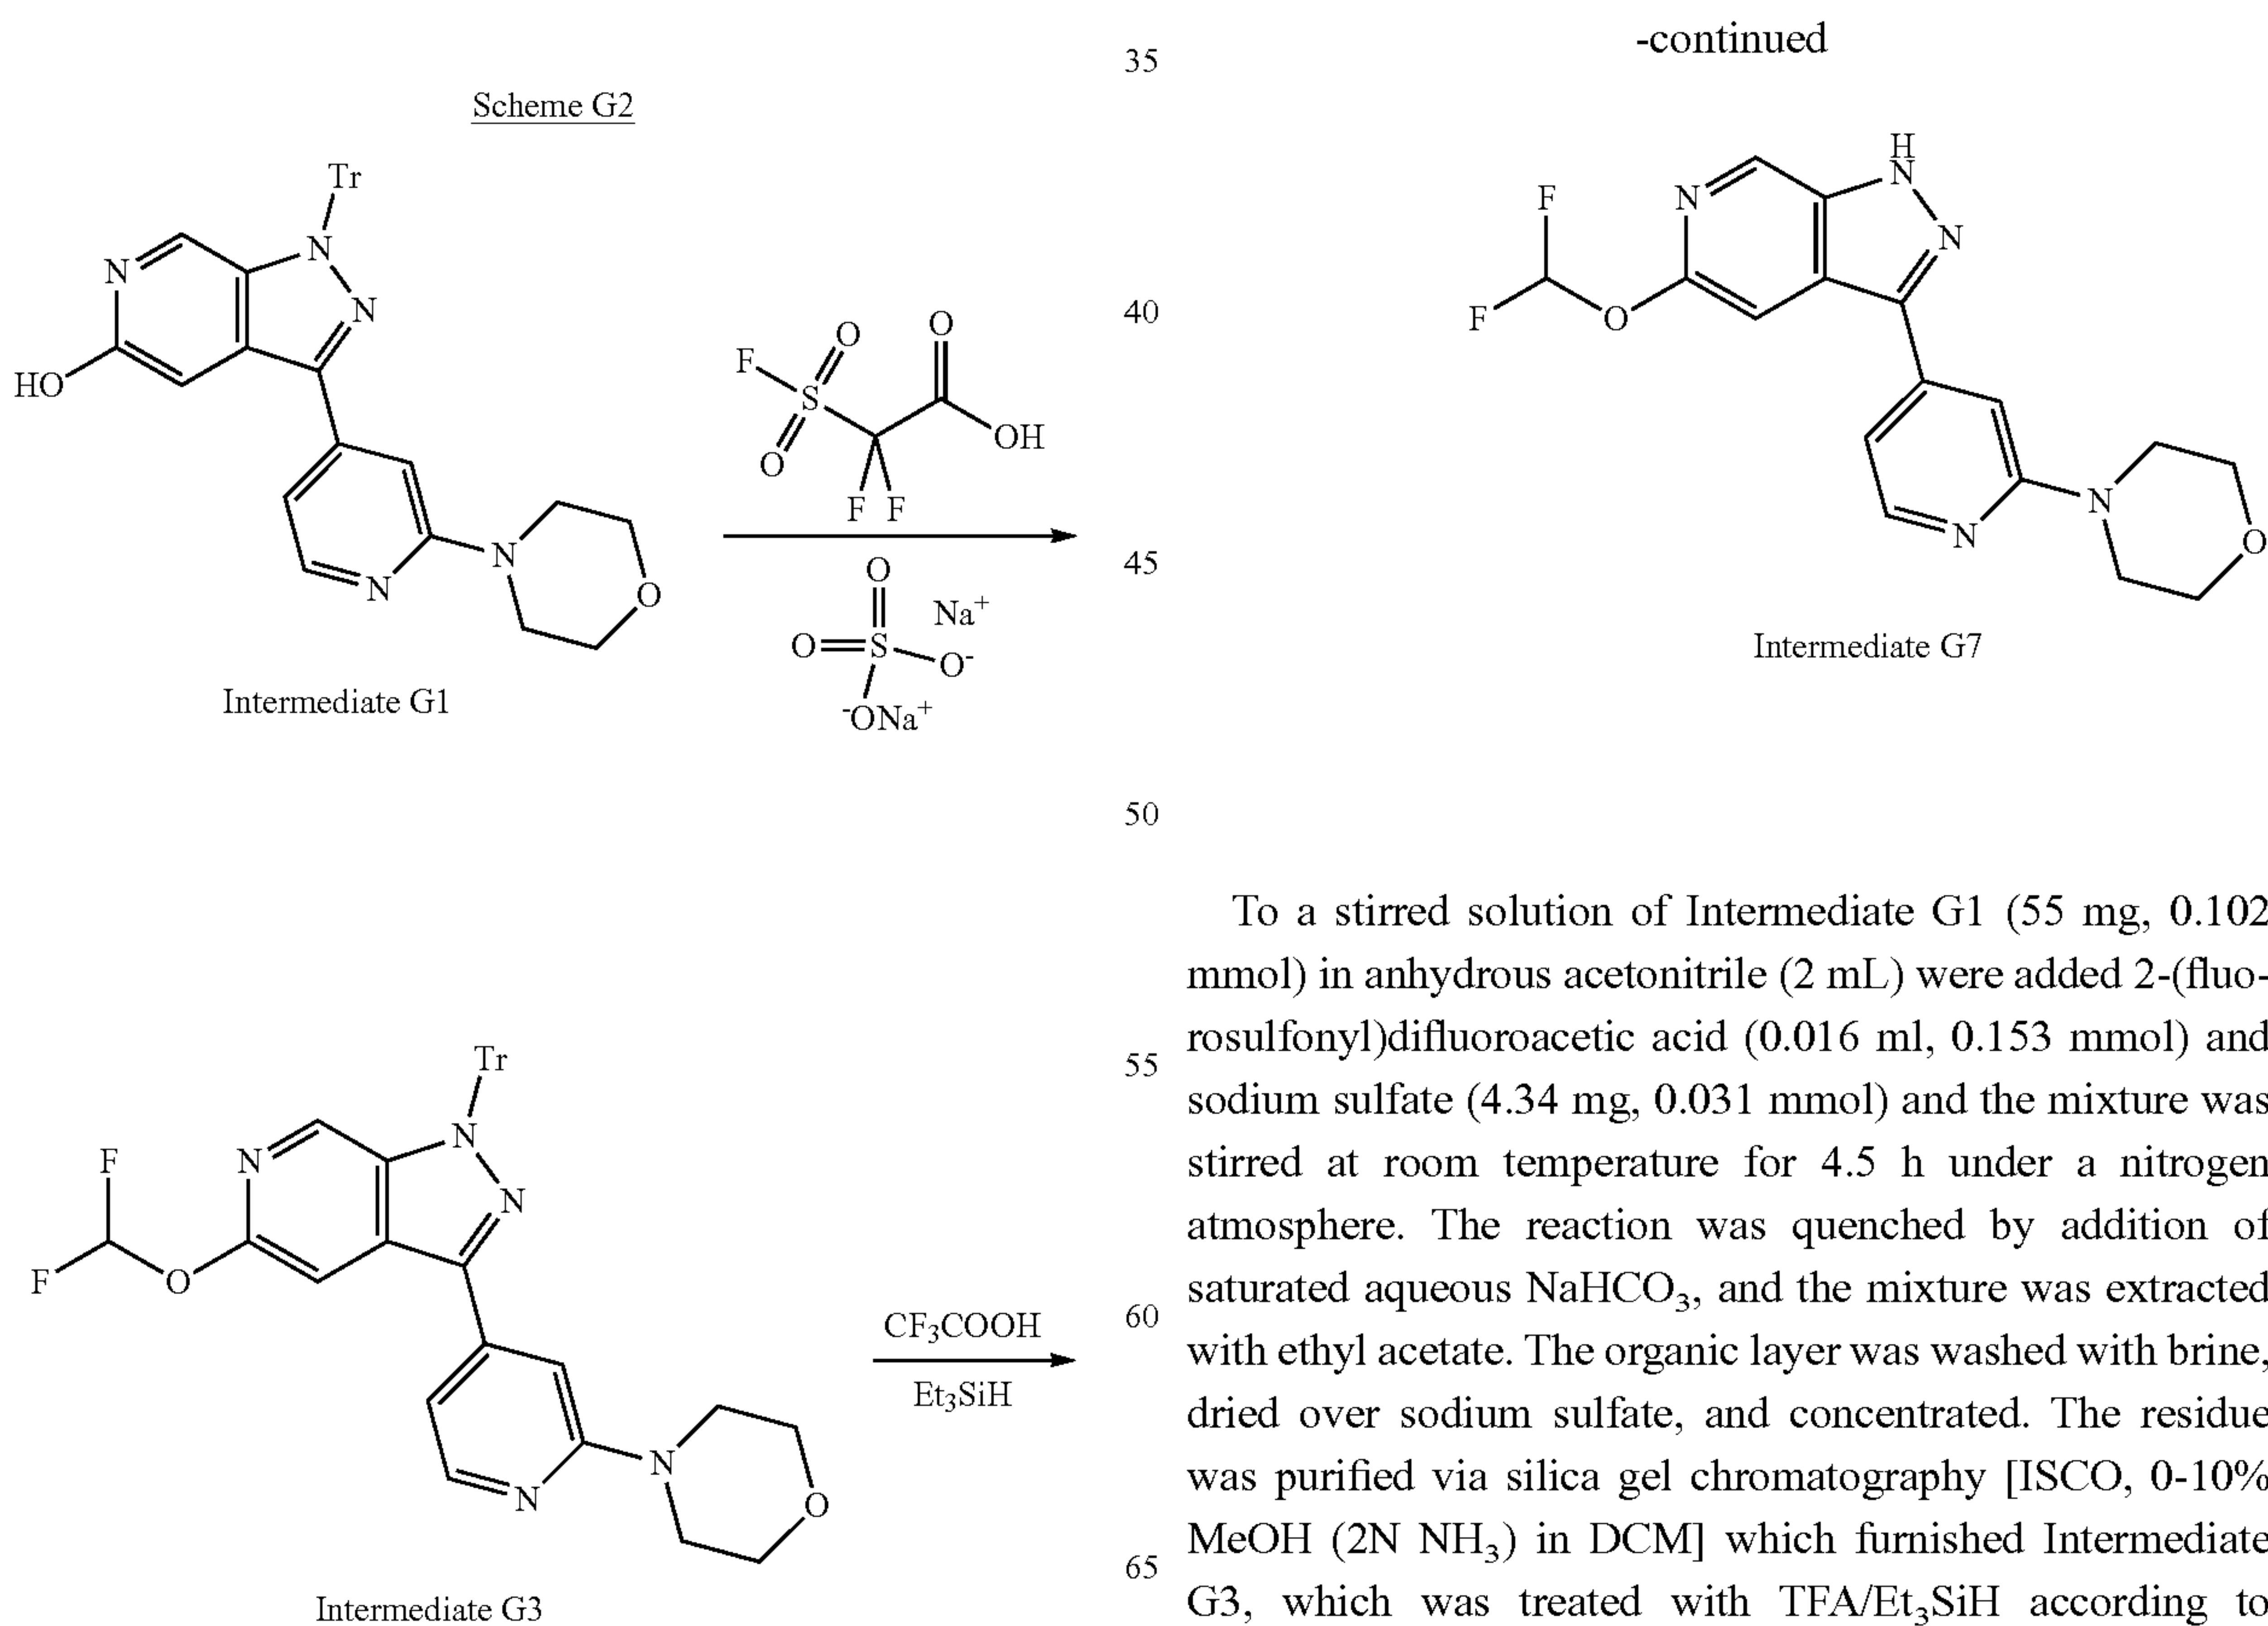 Scheme G2
Tr
N
N
N
HO
N
N
O
Intermediate G1
F
O
S
O
O
OH
F F
O
O
S
Na+
O-
-ONa+
Tr
F
N
N
N
F
O
N
N
O
Intermediate G3
CF3COOH
Et3SiH
35
40
45
50
55
60
65
-continued
H
N
F
N
N
F
O
N
N
O
Intermediate G7
To a stirred solution of Intermediate G1 (55 mg, 0.102
mmol) in anhydrous acetonitrile (2 mL) were added 2-(fluo-
rosulfonyl)difluoroacetic acid (0.016 ml, 0.153 mmol) and
sodium sulfate (4.34 mg, 0.031 mmol) and the mixture was
stirred at room temperature for 4.5 h under a nitrogen
atmosphere. The reaction was quenched by addition of
saturated aqueous NaHCO3, and the mixture was extracted
with ethyl acetate. The organic layer was washed with brine,
dried over sodium sulfate, and concentrated. The residue
was purified via silica gel chromatography [ISCO, 0-10%
MeOH (2N NH3) in DCM] which furnished Intermediate
G3, which was treated with TFA/Et3SiH according to